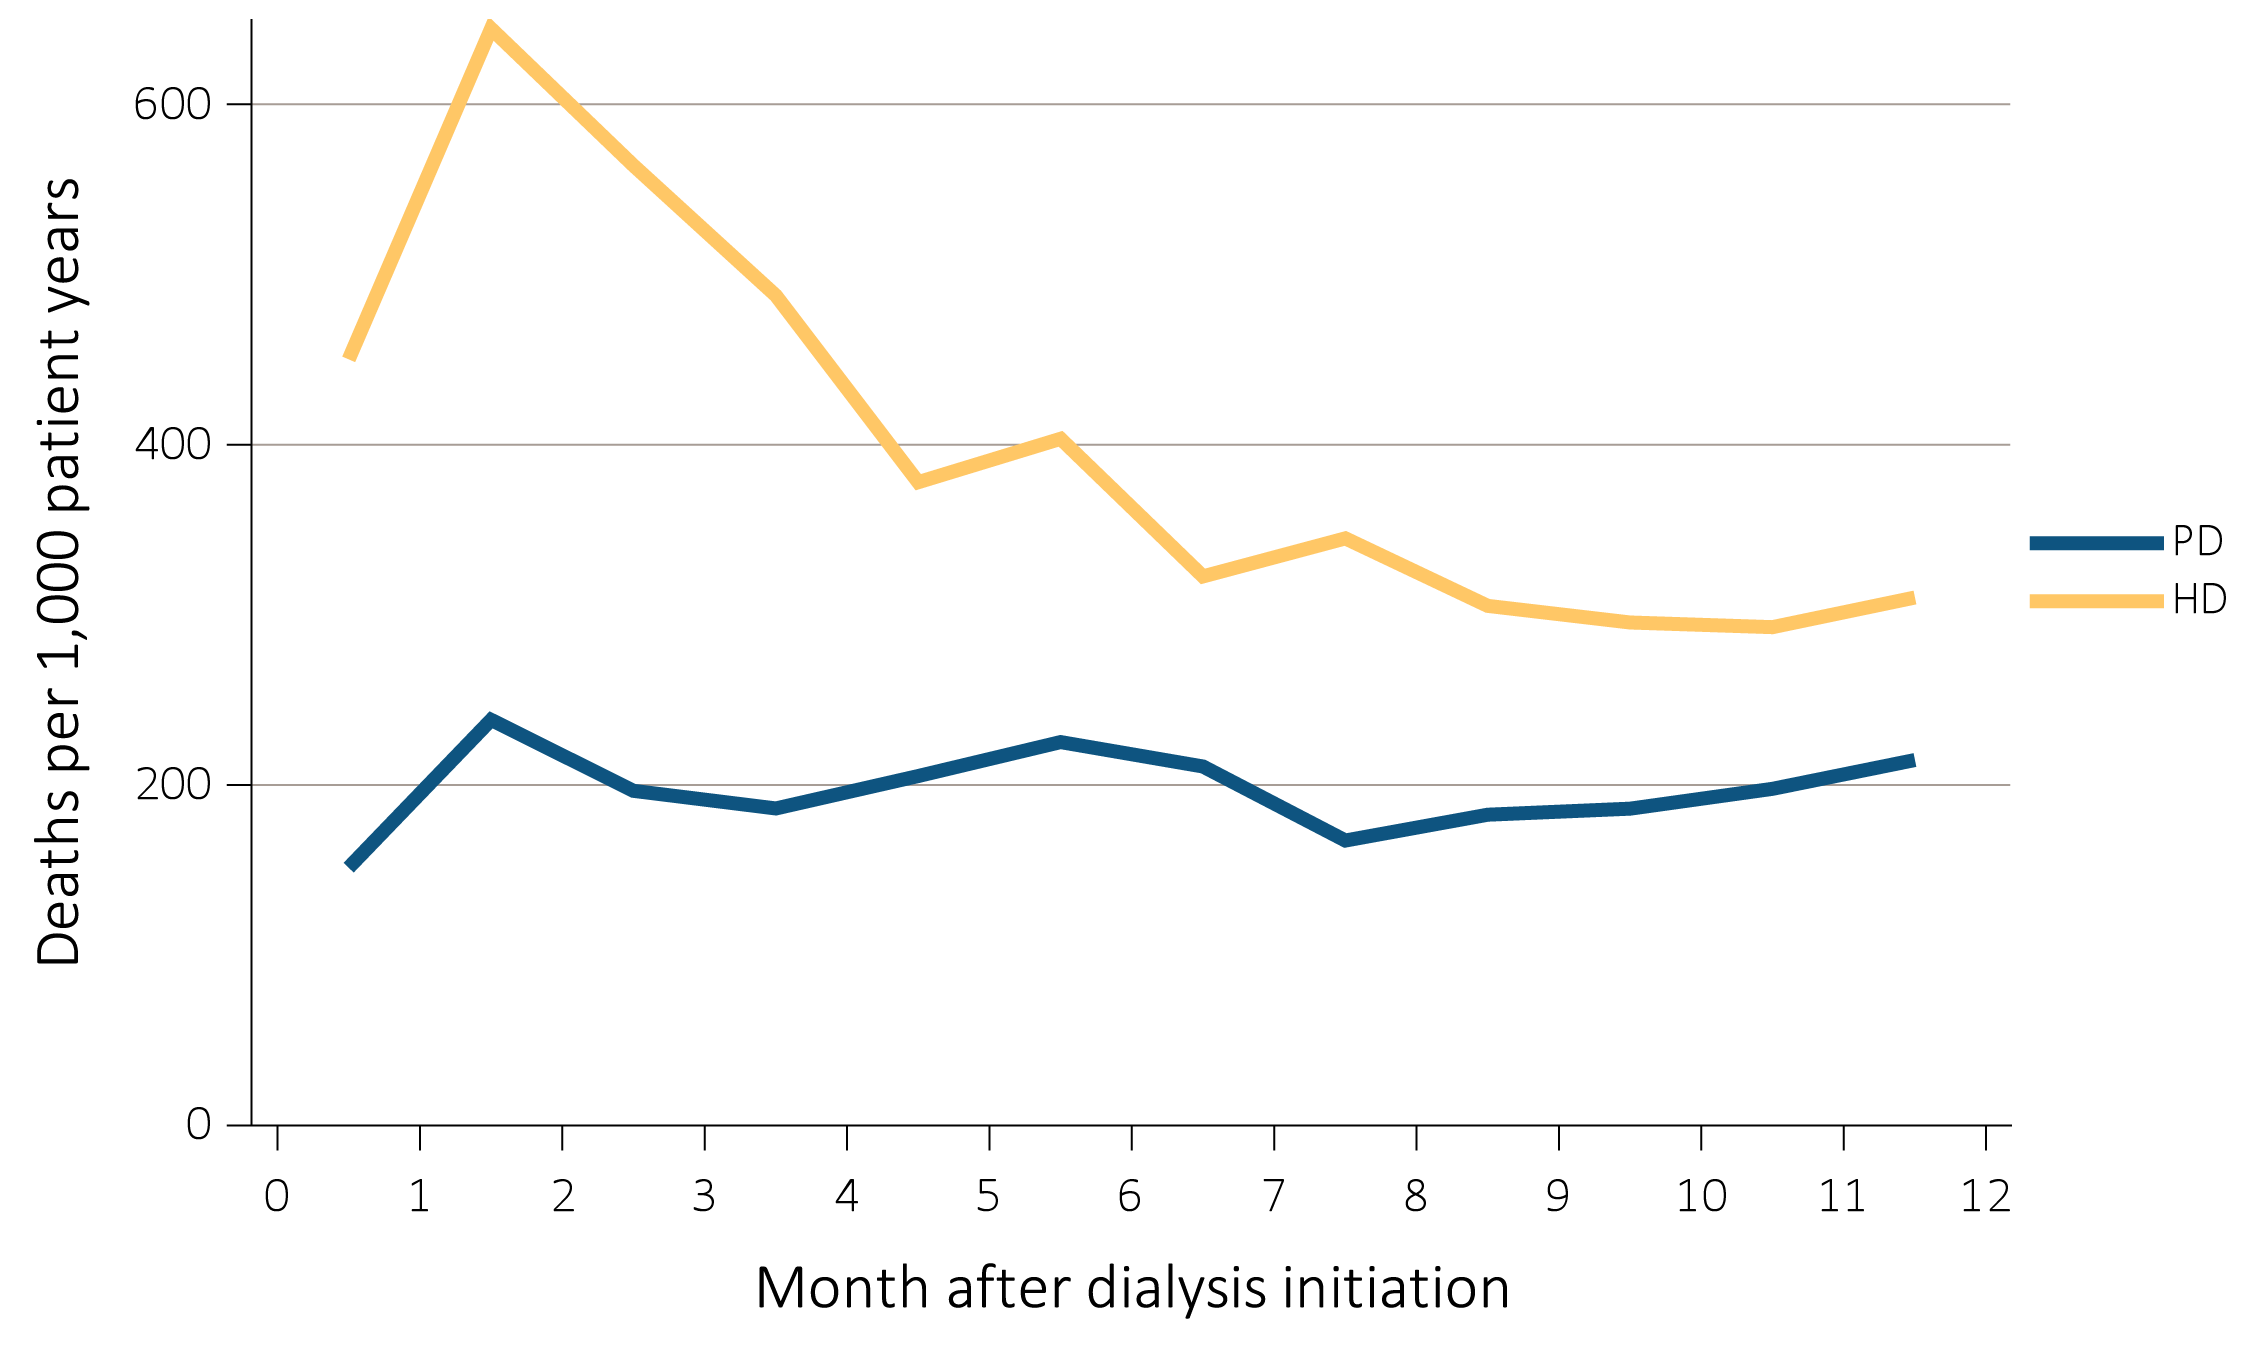 Deaths per 1,000 patient years
600
400
200
0
0 1 2 3 4 5 6 7 8 9 10 11 12
Month after dialysis initiation
PD
HD